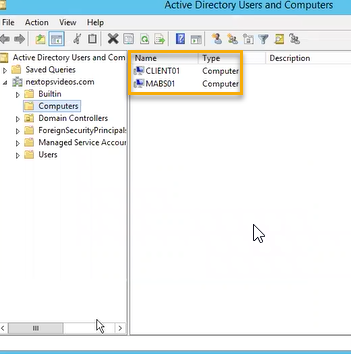 Active Directory Users and Computers
File Action View Help
Active Directory Users and Com
Saved Queries
nextopsvideos.com
Builtin
Computers
Domain Controllers
ForeignSecurityPrincipals
Managed Service Accour
Users
Name Type Description
CLIENT01 Computer
MABS01 Computer